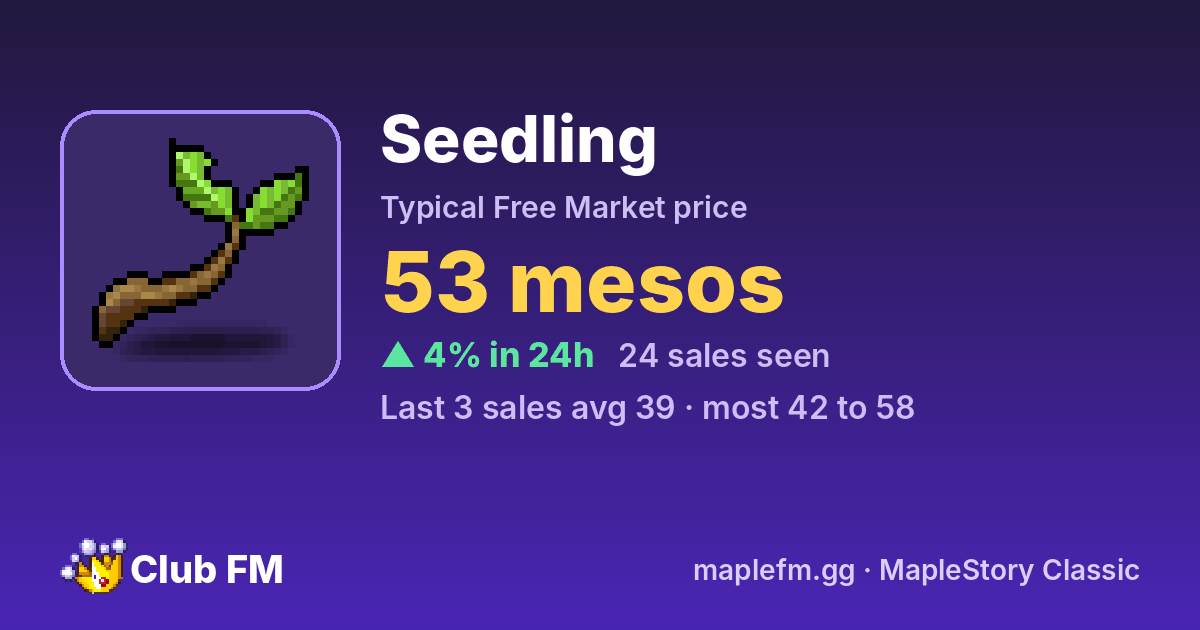 Seedling
Typical Free Market price
53 mesos
▲ 4% in 24h 24 sales seen
Last 3 sales avg 39 · most 42 to 58
Club FM
maplefm.gg · MapleStory Classic